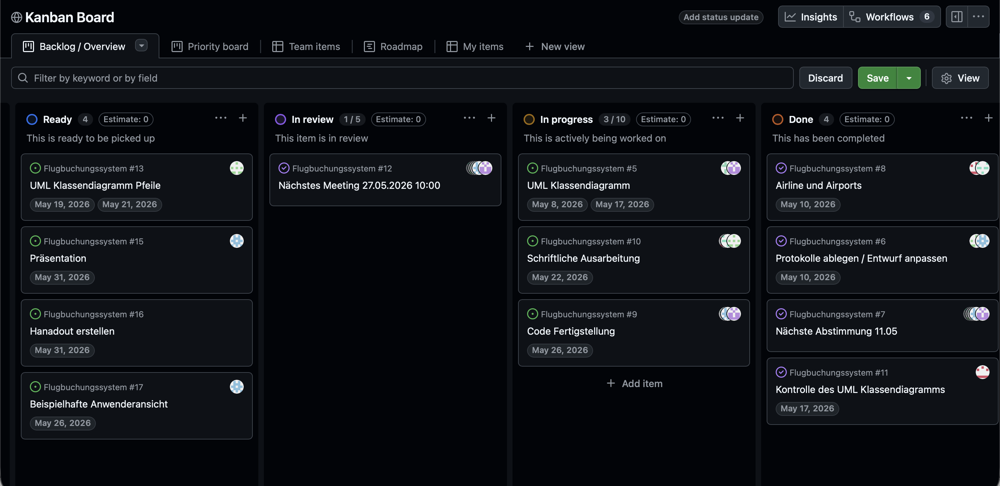 Kanban Board
Add status update
Insights
Workflows 6
Backlog / Overview
Priority board
Team items
Roadmap
My items
New view
Filter by keyword or by field
Discard
Save
View
Ready 4 Estimate: 0
This is ready to be picked up
Flugbuchungssystem #13
UML Klassendiagramm Pfeile
May 19, 2026 May 21, 2026
Flugbuchungssystem #15
Präsentation
May 31, 2026
Flugbuchungssystem #16
Hanadout erstellen
May 31, 2026
Flugbuchungssystem #17
Beispielhafte Anwenderansicht
May 26, 2026
In review 1 / 5 Estimate: 0
This item is in review
Flugbuchungssystem #12
Nächstes Meeting 27.05.2026 10:00
In progress 3 / 10 Estimate: 0
This is actively being worked on
Flugbuchungssystem #5
UML Klassendiagramm
May 8, 2026 May 17, 2026
Flugbuchungssystem #10
Schriftliche Ausarbeitung
May 22, 2026
Flugbuchungssystem #9
Code Fertigstellung
May 26, 2026
Add item
Done 4 Estimate: 0
This has been completed
Flugbuchungssystem #8
Airline und Airports
May 10, 2026
Flugbuchungssystem #6
Protokolle ablegen / Entwurf anpassen
May 10, 2026
Flugbuchungssystem #7
Nächste Abstimmung 11.05
Flugbuchungssystem #11
Kontrolle des UML Klassendiagramms
May 17, 2026